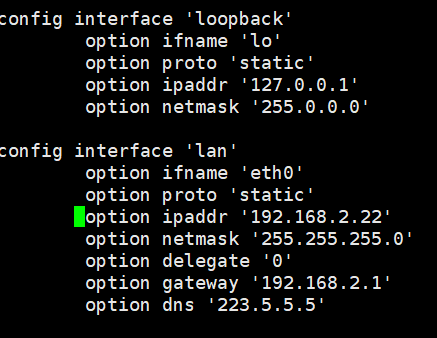 config interface 'loopback'
        option ifname 'lo'
        option proto 'static'
        option ipaddr '127.0.0.1'
        option netmask '255.0.0.0'

config interface 'lan'
        option ifname 'eth0'
        option proto 'static'
        option ipaddr '192.168.2.22'
        option netmask '255.255.255.0'
        option delegate '0'
        option gateway '192.168.2.1'
        option dns '223.5.5.5'